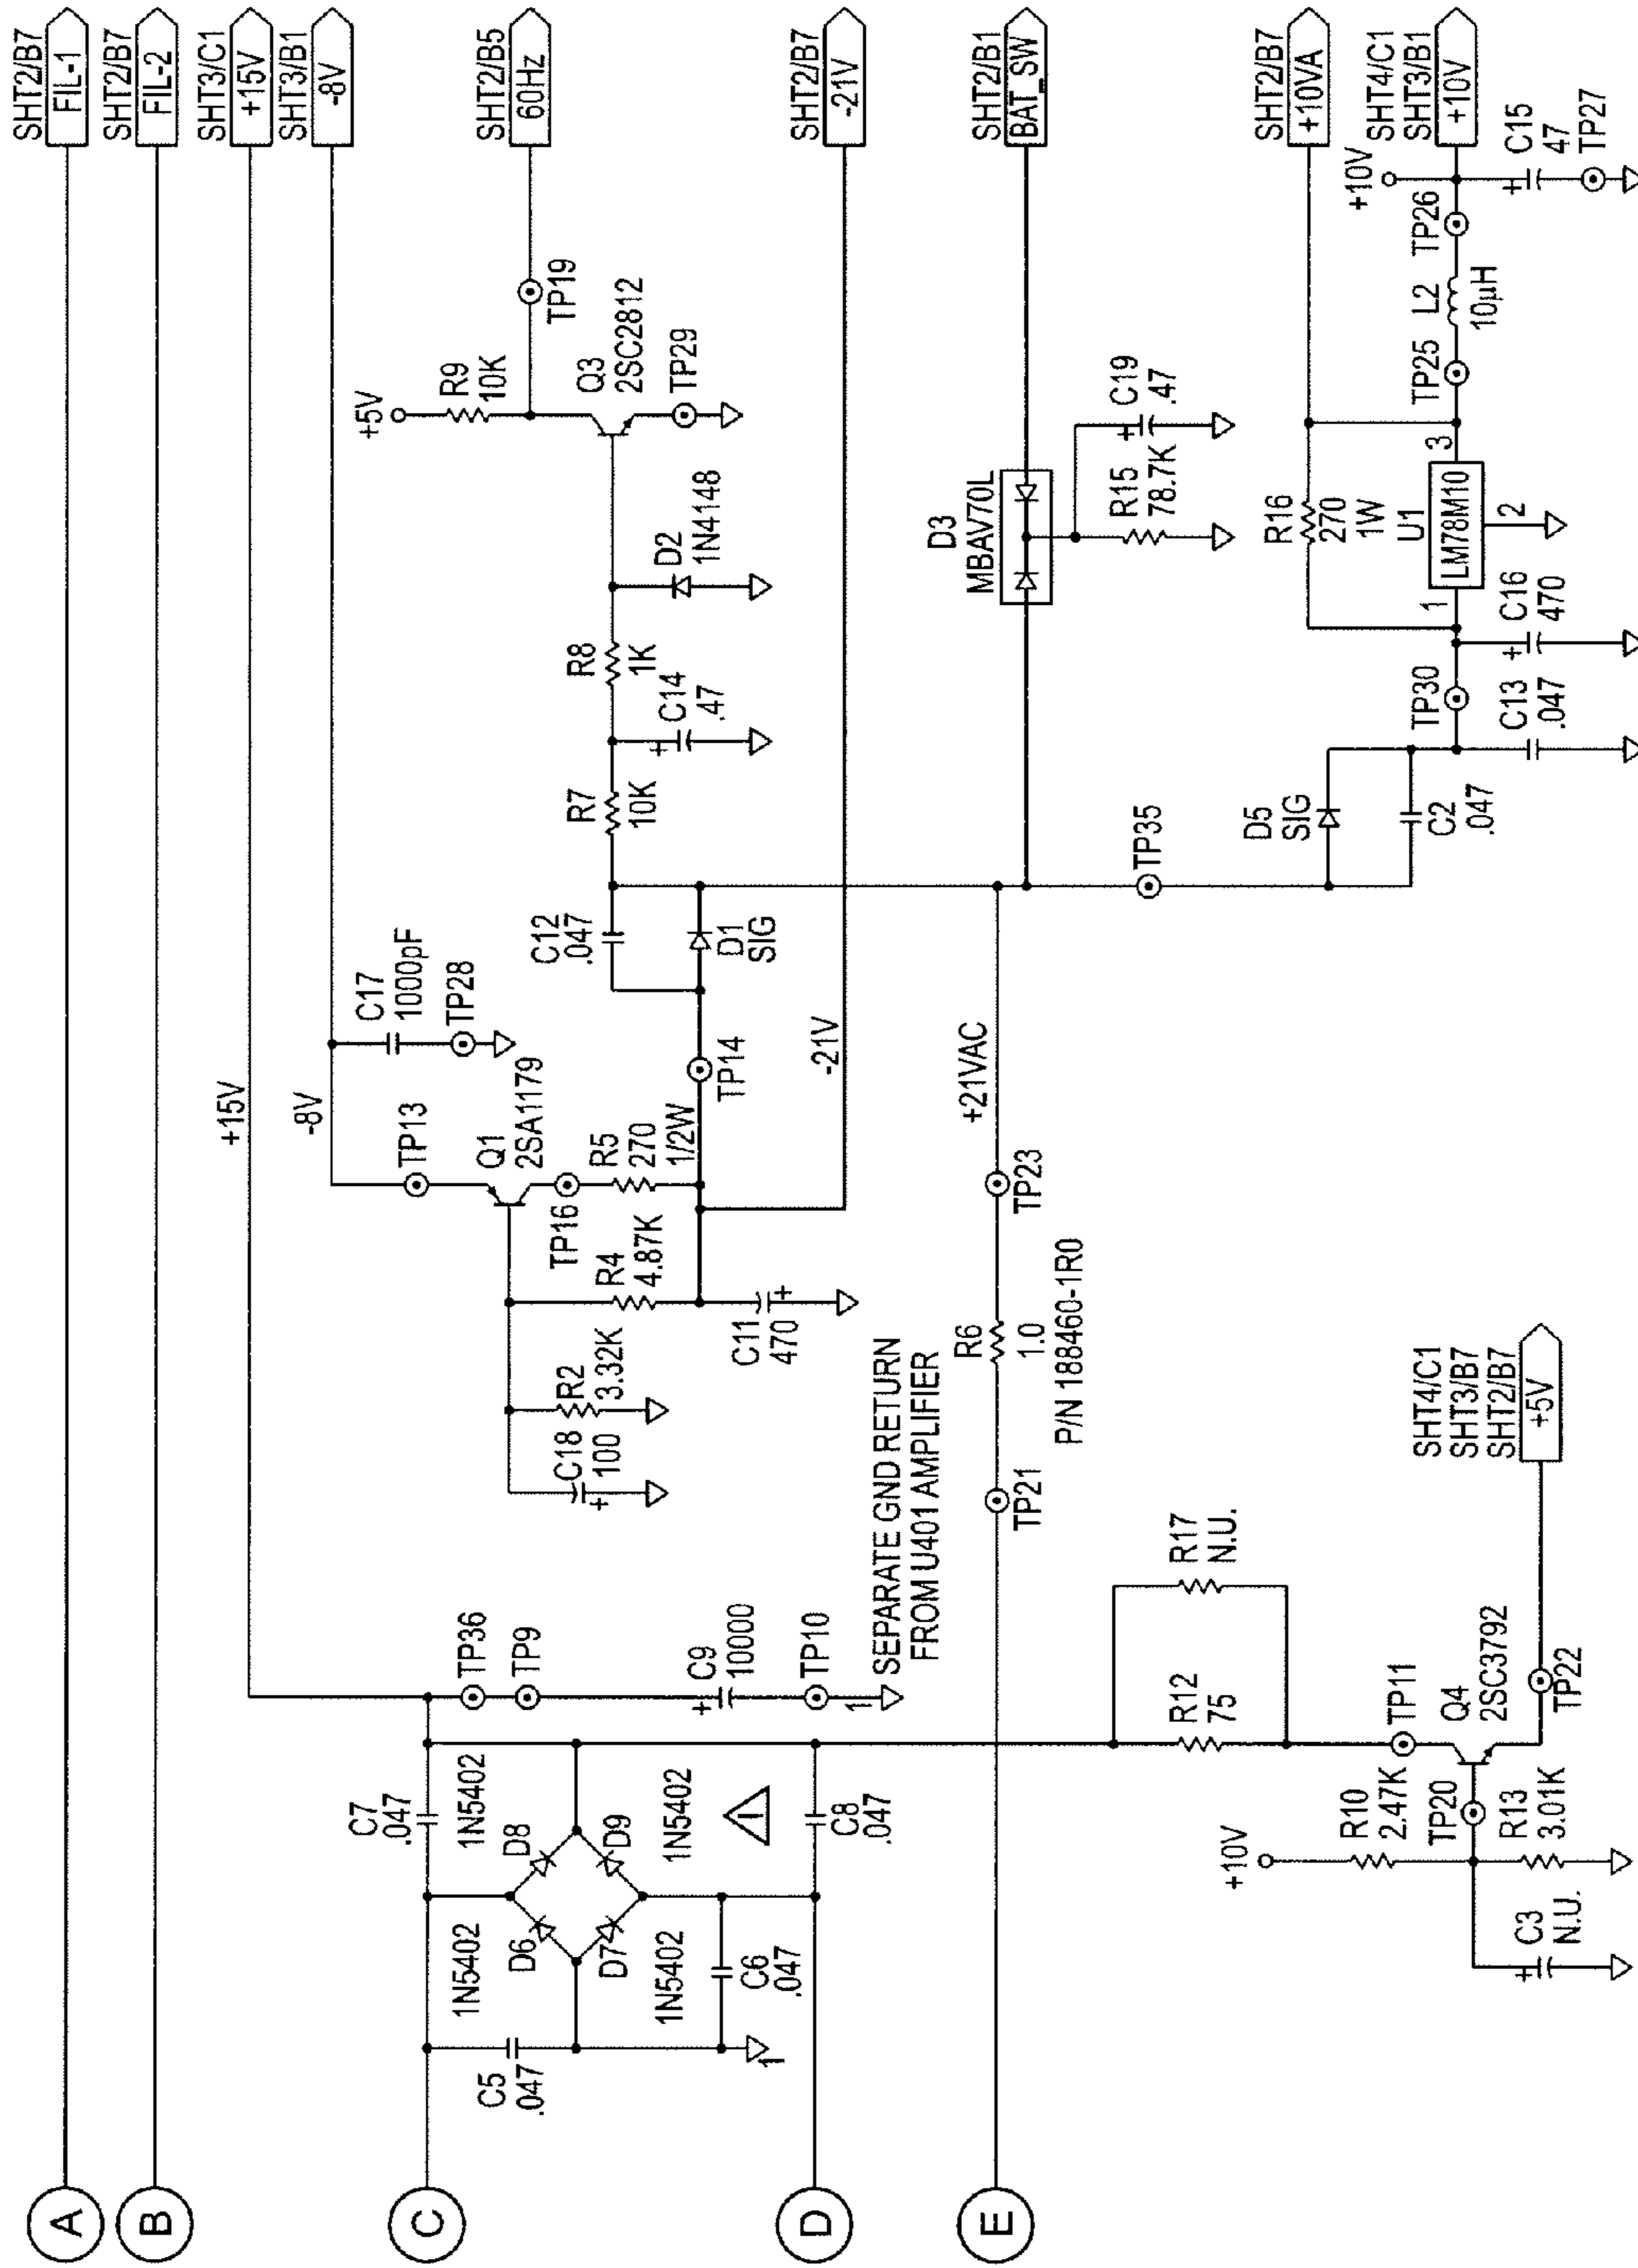 A
B
C
D
E
SHT2/B7
FIL-1
SHT2/B7
FIL-2
SHT3/C1
+15V
SHT3/B1
-8V
SHT2/B5
60Hz
SHT2/B7
-21V
SHT2/B1
BAT_SW
SHT2/B7
+10VA
SHT4/C1
SHT3/B1
+10V
+15V
-8V
C17
1000pF
TP28
TP13
Q1
2SA1179
TP16
R5
270
1/2W
R4
4.87K
R2
3.32K
C18
100
+
C11
470
+
TP14
-21V
C12
.047
D1
SIG
R7
10K
C14
.47
+
R8
1K
D2
1N4148
+5V
R9
10K
Q3
2SC2812
TP29
TP19
C7
.047
1N5402
D8
D9
1N5402
1N5402
D6
D7
1N5402
C5
.047
C6
.047
1
C8
.047
1
TP36
TP9
C9
10000
+
TP10
1
SEPARATE GND RETURN
FROM U401 AMPLIFIER
TP21
R6
1.0
P/N 188460-1R0
TP23
+21VAC
D3
MBAV70L
R15
78.7K
C19
.47
+
TP35
D5
SIG
C2
.047
TP30
C13
.047
C16
470
+
R16
270
1W
U1
LM78M10
1
2
3
TP25
L2
10µH
TP26
+10V
C15
47
+
TP27
R12
75
R17
N.U.
TP11
Q4
2SC3792
TP22
TP20
+10V
R10
2.47K
R13
3.01K
C3
N.U.
+
SHT4/C1
SHT3/B7
SHT2/B7
+5V